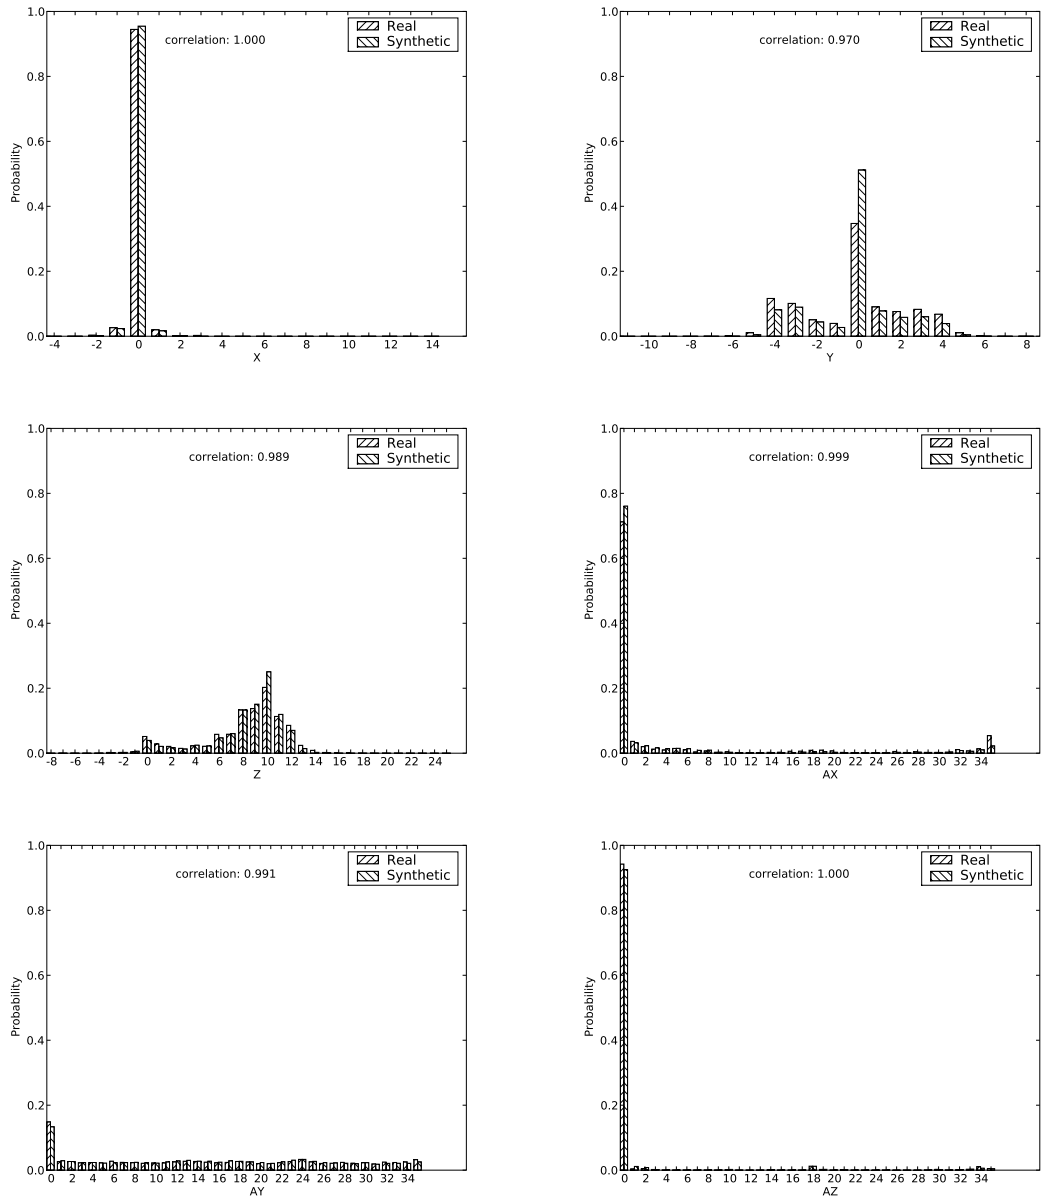 1.0
0.8
0.6
0.4
0.2
0.0
Probability
correlation: 1.000
Real
Synthetic
-4 -2 0 2 4 6 8 10 12 14
X
1.0
0.8
0.6
0.4
0.2
0.0
Probability
correlation: 0.970
Real
Synthetic
-10 -8 -6 -4 -2 0 2 4 6 8
Y
1.0
0.8
0.6
0.4
0.2
0.0
Probability
correlation: 0.989
Real
Synthetic
-8 -6 -4 -2 0 2 4 6 8 10 12 14 16 18 20 22 24
Z
1.0
0.8
0.6
0.4
0.2
0.0
Probability
correlation: 0.999
Real
Synthetic
0 2 4 6 8 10 12 14 16 18 20 22 24 26 28 30 32 34
AX
1.0
0.8
0.6
0.4
0.2
0.0
Probability
correlation: 0.991
Real
Synthetic
0 2 4 6 8 10 12 14 16 18 20 22 24 26 28 30 32 34
AY
1.0
0.8
0.6
0.4
0.2
0.0
Probability
correlation: 1.000
Real
Synthetic
0 2 4 6 8 10 12 14 16 18 20 22 24 26 28 30 32 34
AZ